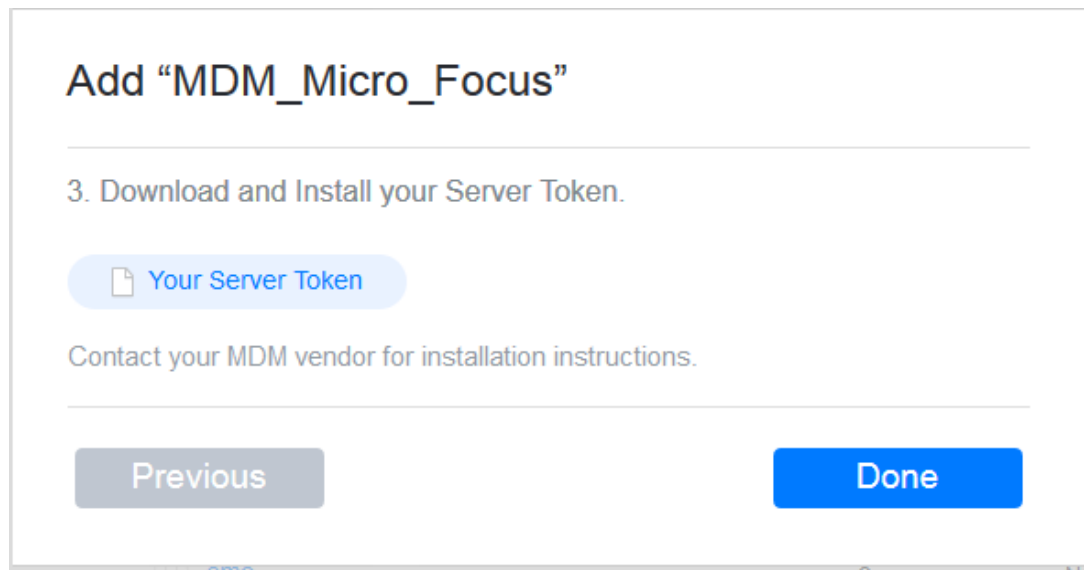 Add “MDM_Micro_Focus”
3. Download and Install your Server Token.
Your Server Token
Contact your MDM vendor for installation instructions.
Previous
Done